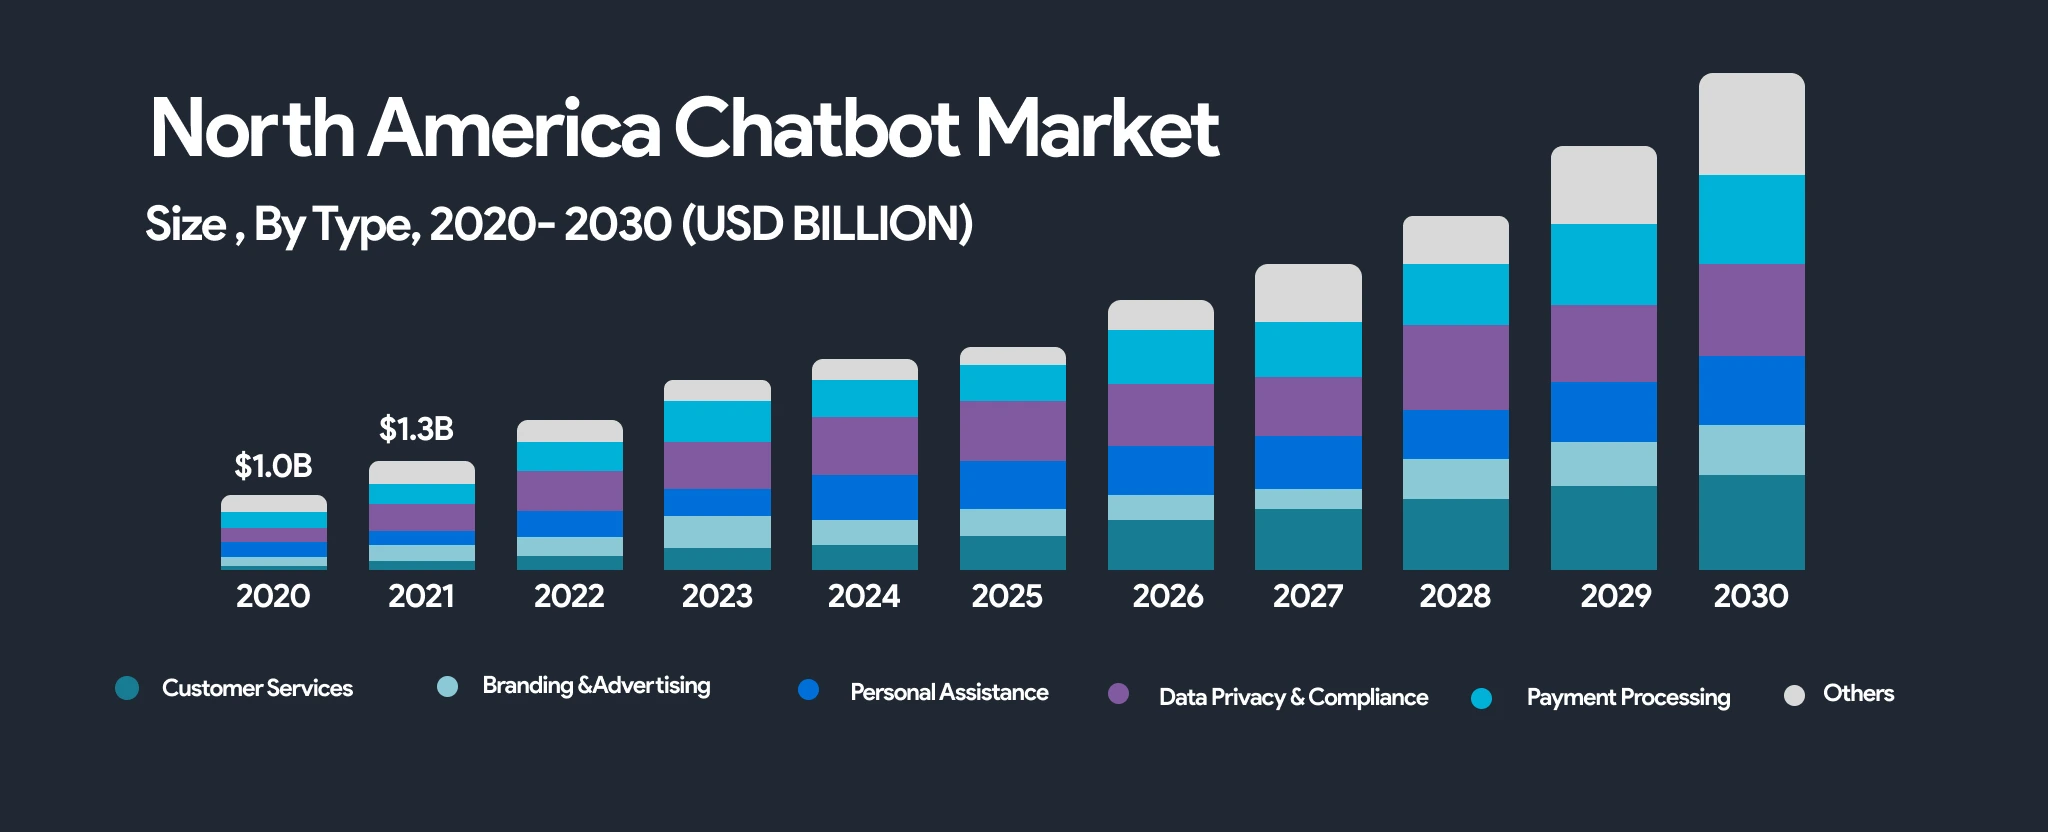 North America Chatbot Market
Size , By Type, 2020- 2030 (USD BILLION)
$1.0B
$1.3B
2020 2021 2022 2023 2024 2025 2026 2027 2028 2029 2030
Customer Services Branding &Advertising Personal Assistance Data Privacy & Compliance Payment Processing Others